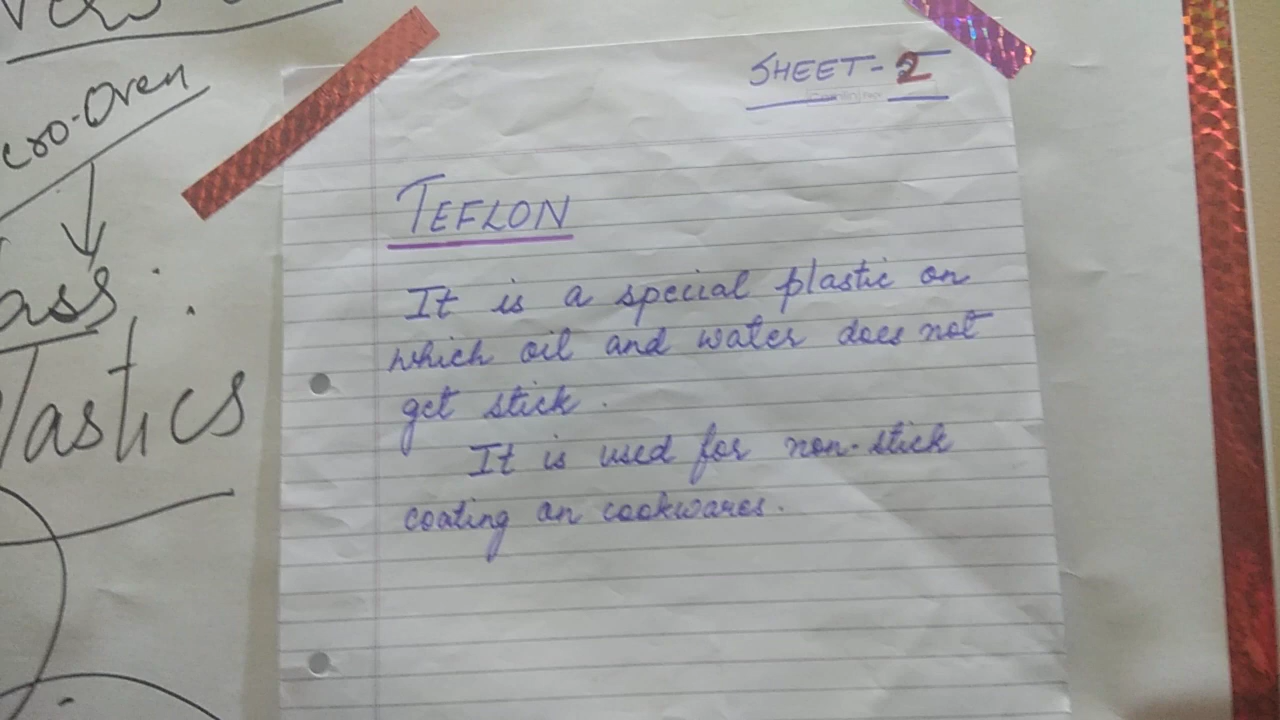 SHEET-2
TEFLON
It is a special plastic on
which oil and water does not
get stick.
It is used for non-stick
coating on cookwares.
cro-Oven
ass
lastics